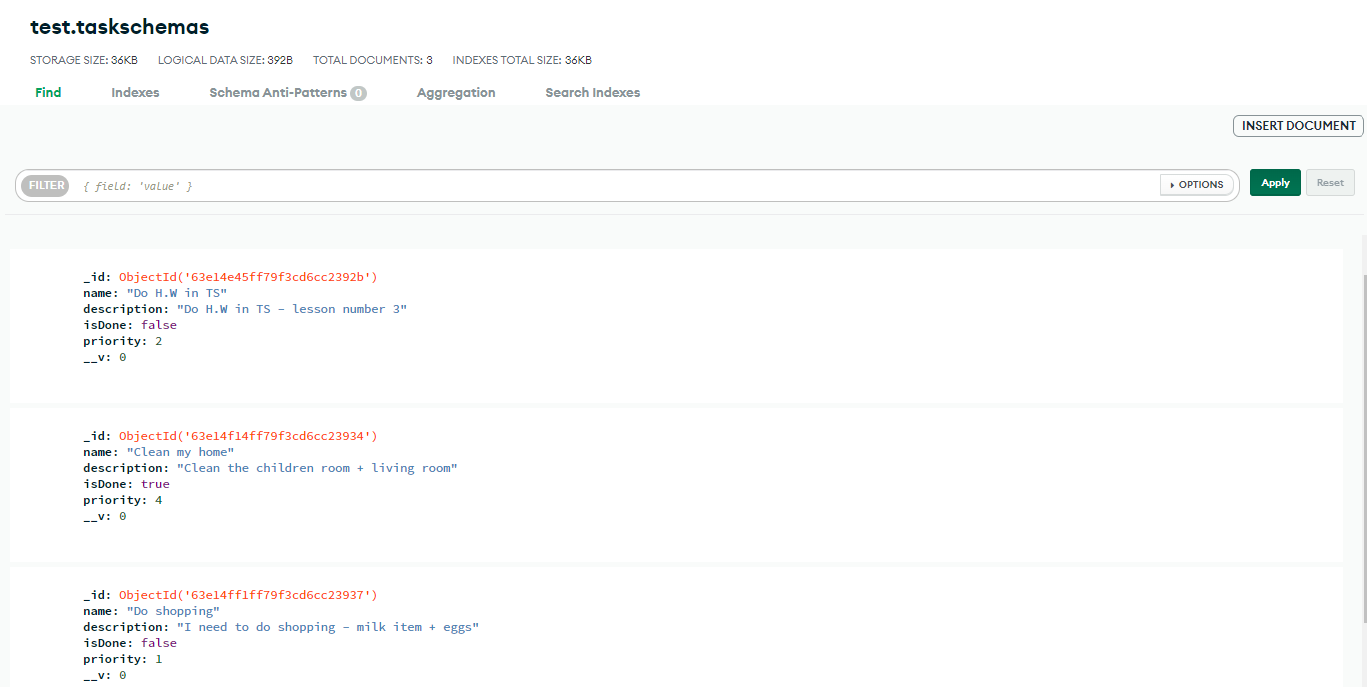 test.taskschemas
STORAGE SIZE: 36KB LOGICAL DATA SIZE: 392B TOTAL DOCUMENTS: 3 INDEXES TOTAL SIZE: 36KB
Find Indexes Schema Anti-Patterns 0 Aggregation Search Indexes
INSERT DOCUMENT
FILTER { field: 'value' } OPTIONS Apply Reset
_id: ObjectId('63e14e45ff79f3cd6cc2392b')
name: "Do H.W in TS"
description: "Do H.W in TS - lesson number 3"
isDone: false
priority: 2
__v: 0
_id: ObjectId('63e14f14ff79f3cd6cc23934')
name: "Clean my home"
description: "Clean the children room + living room"
isDone: true
priority: 4
__v: 0
_id: ObjectId('63e14ff1ff79f3cd6cc23937')
name: "Do shopping"
description: "I need to do shopping - milk item + eggs"
isDone: false
priority: 1
__v: 0